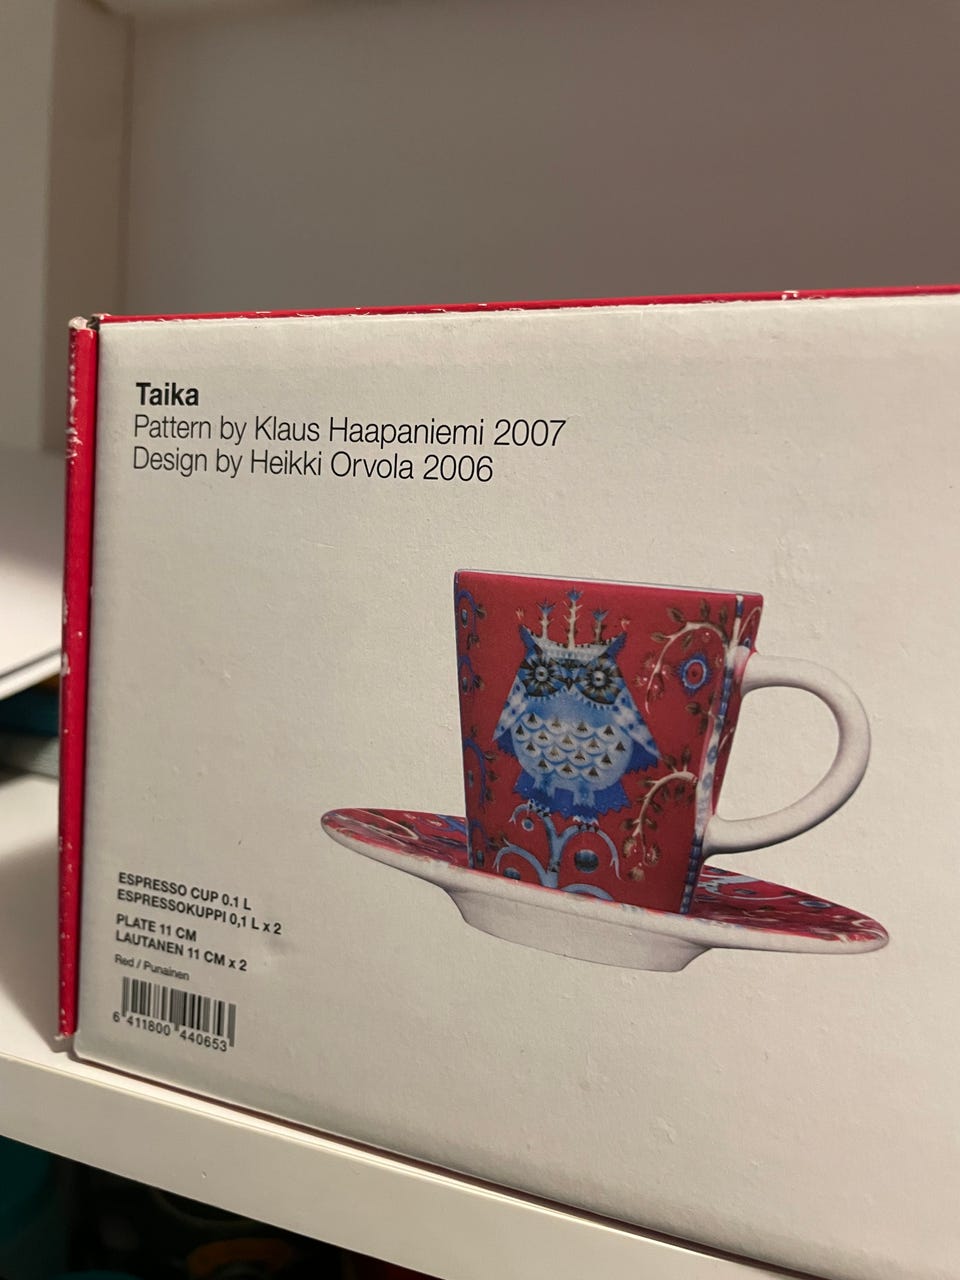 Taika
Pattern by Klaus Haapaniemi 2007
Design by Heikki Orvola 2006
ESPRESSO CUP 0.1 L
ESPRESSOKUPPI 0,1 L x 2
PLATE 11 CM
LAUTANEN 11 CM x 2
Red / Punainen
6 411800 440653